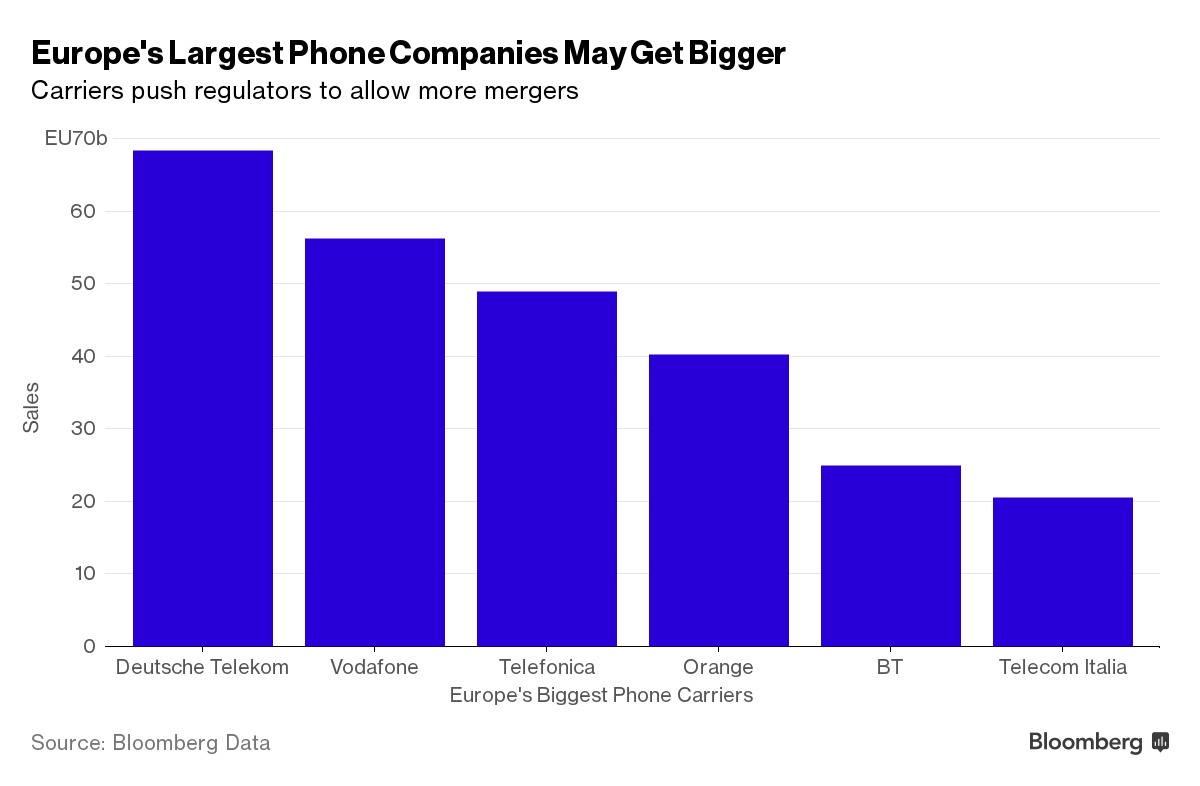 Europe's Largest Phone Companies May Get Bigger
Carriers push regulators to allow more mergers
EU70b
60
50
40
30
20
10
0
Sales
Deutsche Telekom Vodafone Telefonica Orange BT Telecom Italia
Europe's Biggest Phone Carriers
Source: Bloomberg Data
Bloomberg